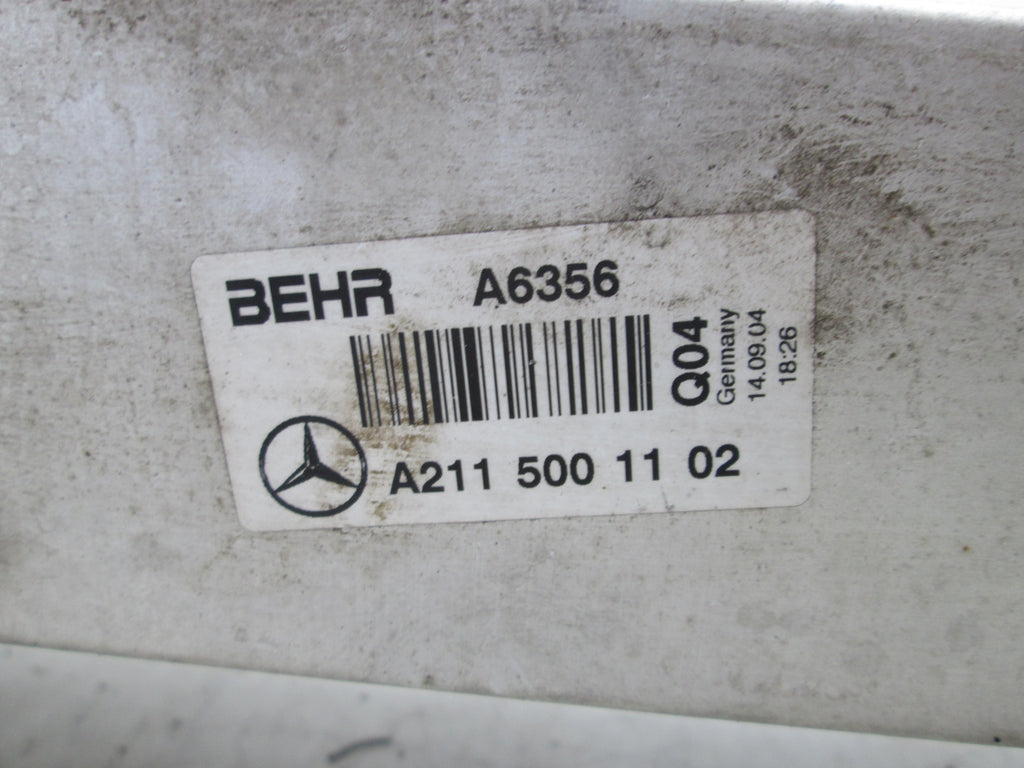 BEHR A6356
Q04
Germany
14.09.04
18:26
A211 500 11 02